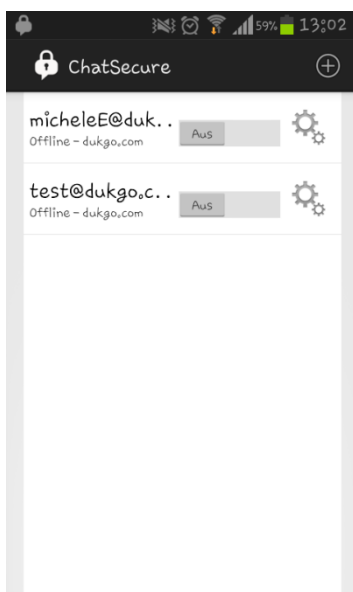 59% 13:02
ChatSecure
micheleE@duk..
Aus
Offline - dukgo.com
test@dukgo.c..
Aus
Offline - dukgo.com